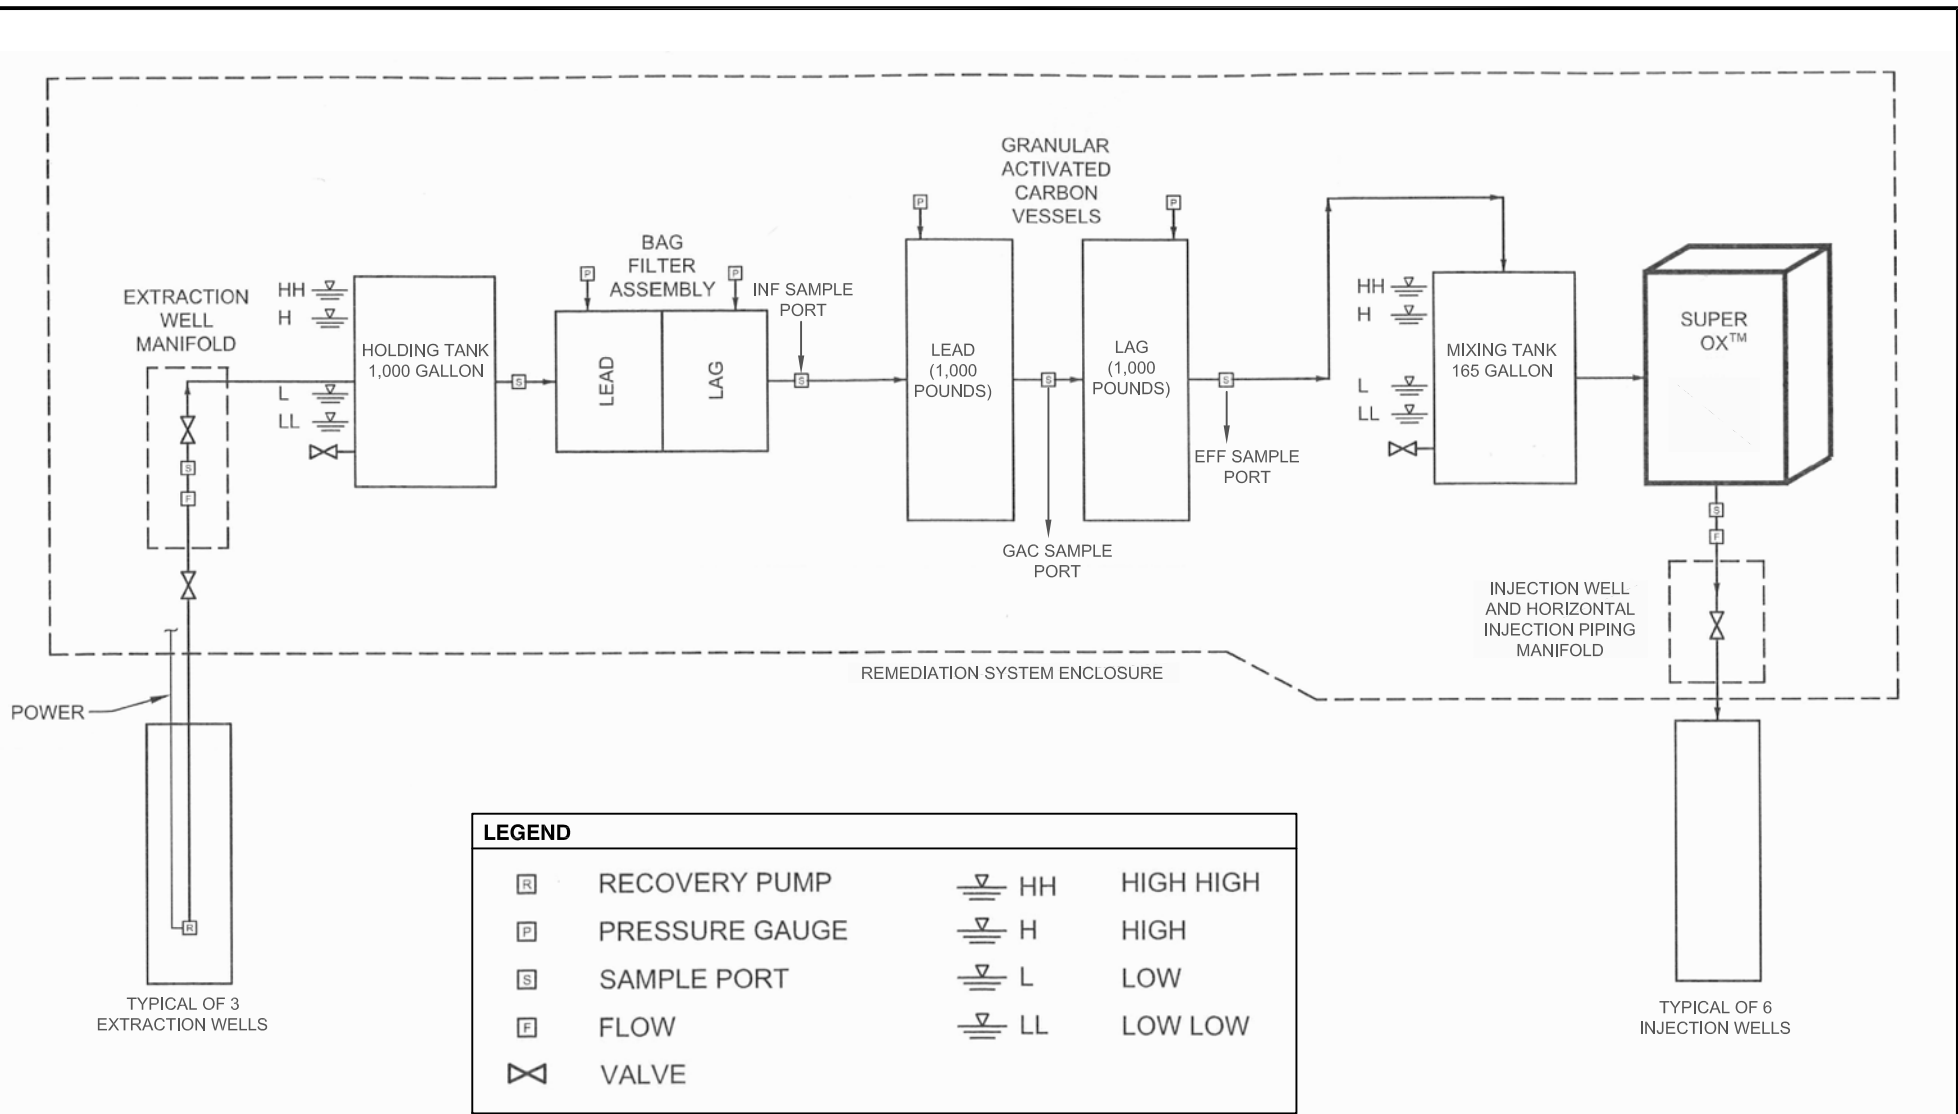 GRANULAR
ACTIVATED
CARBON
VESSELS
P
P
BAG
FILTER
ASSEMBLY
P
P
INF SAMPLE
PORT
EXTRACTION
WELL
MANIFOLD
HH
H
L
LL
HOLDING TANK
1,000 GALLON
S
LEAD
LAG
S
LEAD
(1,000
POUNDS)
S
LAG
(1,000
POUNDS)
S
HH
H
L
LL
MIXING TANK
165 GALLON
SUPER
OX™
S
F
EFF SAMPLE
PORT
GAC SAMPLE
PORT
S
F
INJECTION WELL
AND HORIZONTAL
INJECTION PIPING
MANIFOLD
REMEDIATION SYSTEM ENCLOSURE
POWER
R
TYPICAL OF 3
EXTRACTION WELLS
TYPICAL OF 6
INJECTION WELLS
LEGEND
R RECOVERY PUMP
P PRESSURE GAUGE
S SAMPLE PORT
F FLOW
VALVE
HH HIGH HIGH
H HIGH
L LOW
LL LOW LOW